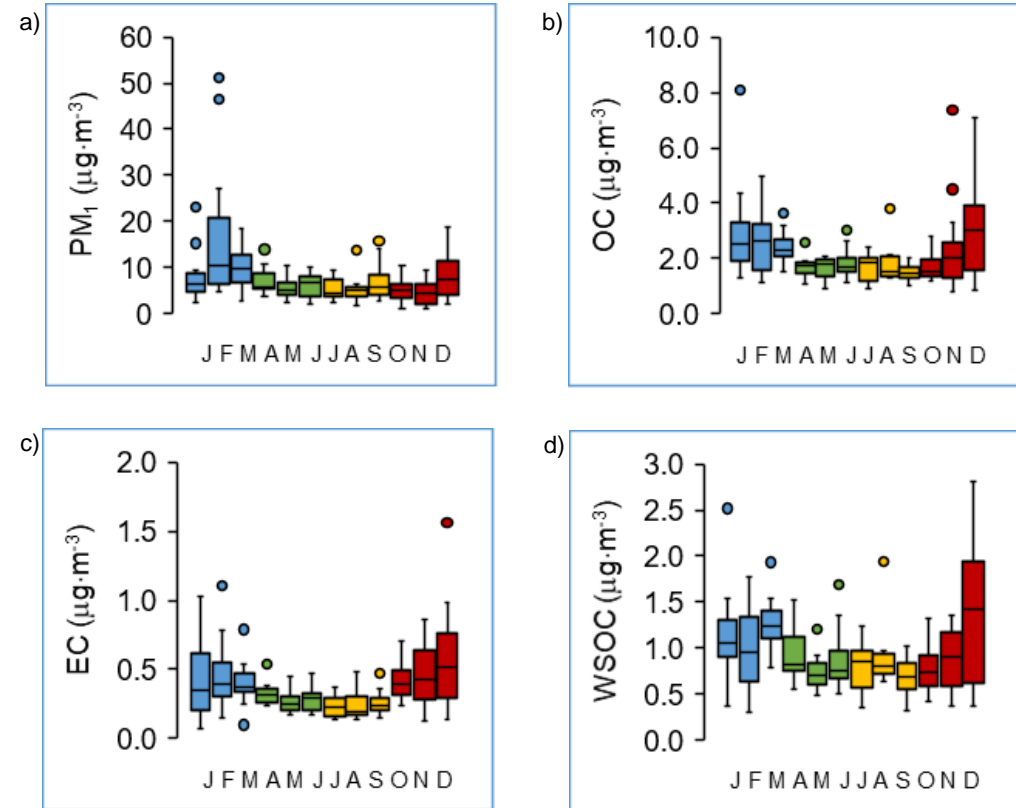 a)
PM₁ (µg·m⁻³)
60
50
40
30
20
10
0
J F M A M J J A S O N D
b)
OC (µg·m⁻³)
10.0
8.0
6.0
4.0
2.0
0.0
J F M A M J J A S O N D
c)
EC (µg·m⁻³)
2.0
1.5
1.0
0.5
0.0
J F M A M J J A S O N D
d)
WSOC (µg·m⁻³)
3.0
2.5
2.0
1.5
1.0
0.5
0.0
J F M A M J J A S O N D